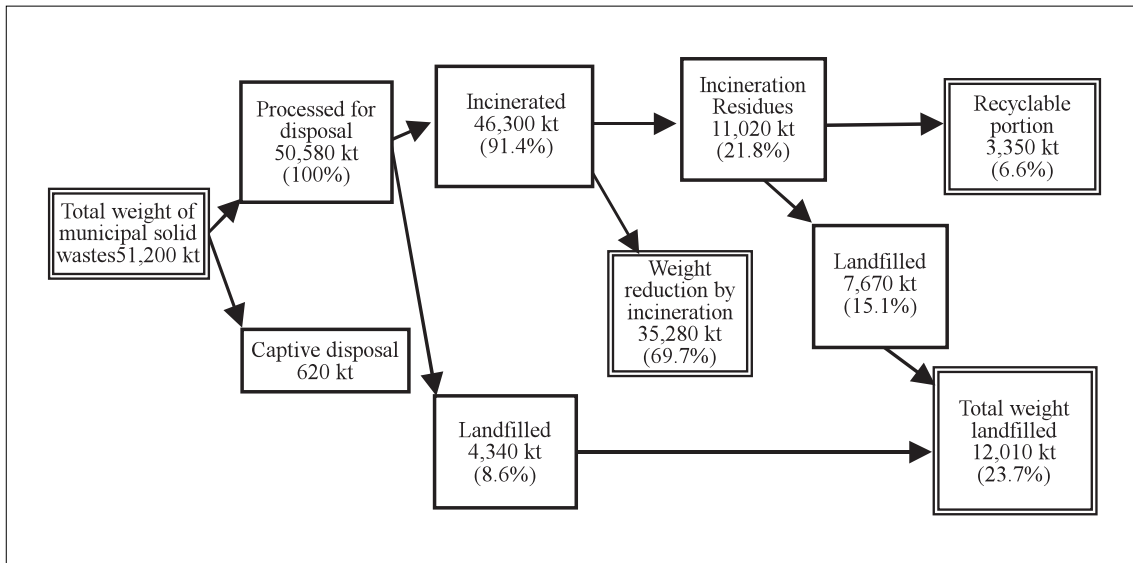 Total weight of
municipal solid
wastes51,200 kt
Processed for
disposal
50,580 kt
(100%)
Captive disposal
620 kt
Incinerated
46,300 kt
(91.4%)
Landfilled
4,340 kt
(8.6%)
Weight
reduction by
incineration
35,280 kt
(69.7%)
Incineration
Residues
11,020 kt
(21.8%)
Landfilled
7,670 kt
(15.1%)
Recyclable
portion
3,350 kt
(6.6%)
Total weight
landfilled
12,010 kt
(23.7%)